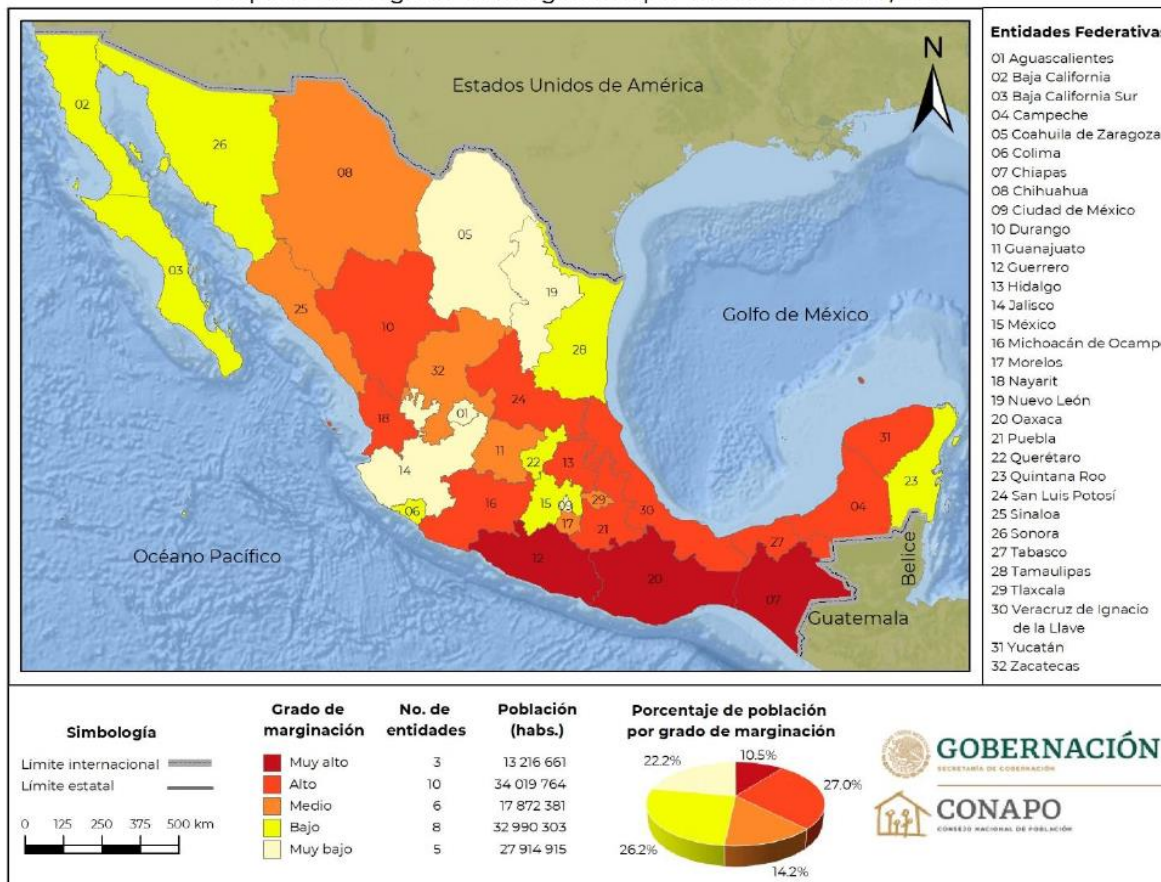 Estados Unidos de América
Golfo de México
Océano Pacífico
Guatemala
Belice
N
02
26
08
03
05
19
25
10
28
32
24
18
01
14
11
22
13
06
16
15
09
29
17
21
30
12
20
07
27
04
31
23
Entidades Federativas
01 Aguascalientes
02 Baja California
03 Baja California Sur
04 Campeche
05 Coahuila de Zaragoza
06 Colima
07 Chiapas
08 Chihuahua
09 Ciudad de México
10 Durango
11 Guanajuato
12 Guerrero
13 Hidalgo
14 Jalisco
15 México
16 Michoacán de Ocampo
17 Morelos
18 Nayarit
19 Nuevo León
20 Oaxaca
21 Puebla
22 Querétaro
23 Quintana Roo
24 San Luis Potosí
25 Sinaloa
26 Sonora
27 Tabasco
28 Tamaulipas
29 Tlaxcala
30 Veracruz de Ignacio
de la Llave
31 Yucatán
32 Zacatecas
Simbología
Límite internacional
Límite estatal
0 125 250 375 500 km
Grado de marginación No. de entidades Población (habs.)
Muy alto 3 13 216 661
Alto 10 34 019 764
Medio 6 17 872 381
Bajo 8 32 990 303
Muy bajo 5 27 914 915
Porcentaje de población
por grado de marginación
10.5%
27.0%
14.2%
26.2%
22.2%
GOBERNACIÓN
SECRETARÍA DE GOBERNACIÓN
CONAPO
CONSEJO NACIONAL DE POBLACIÓN